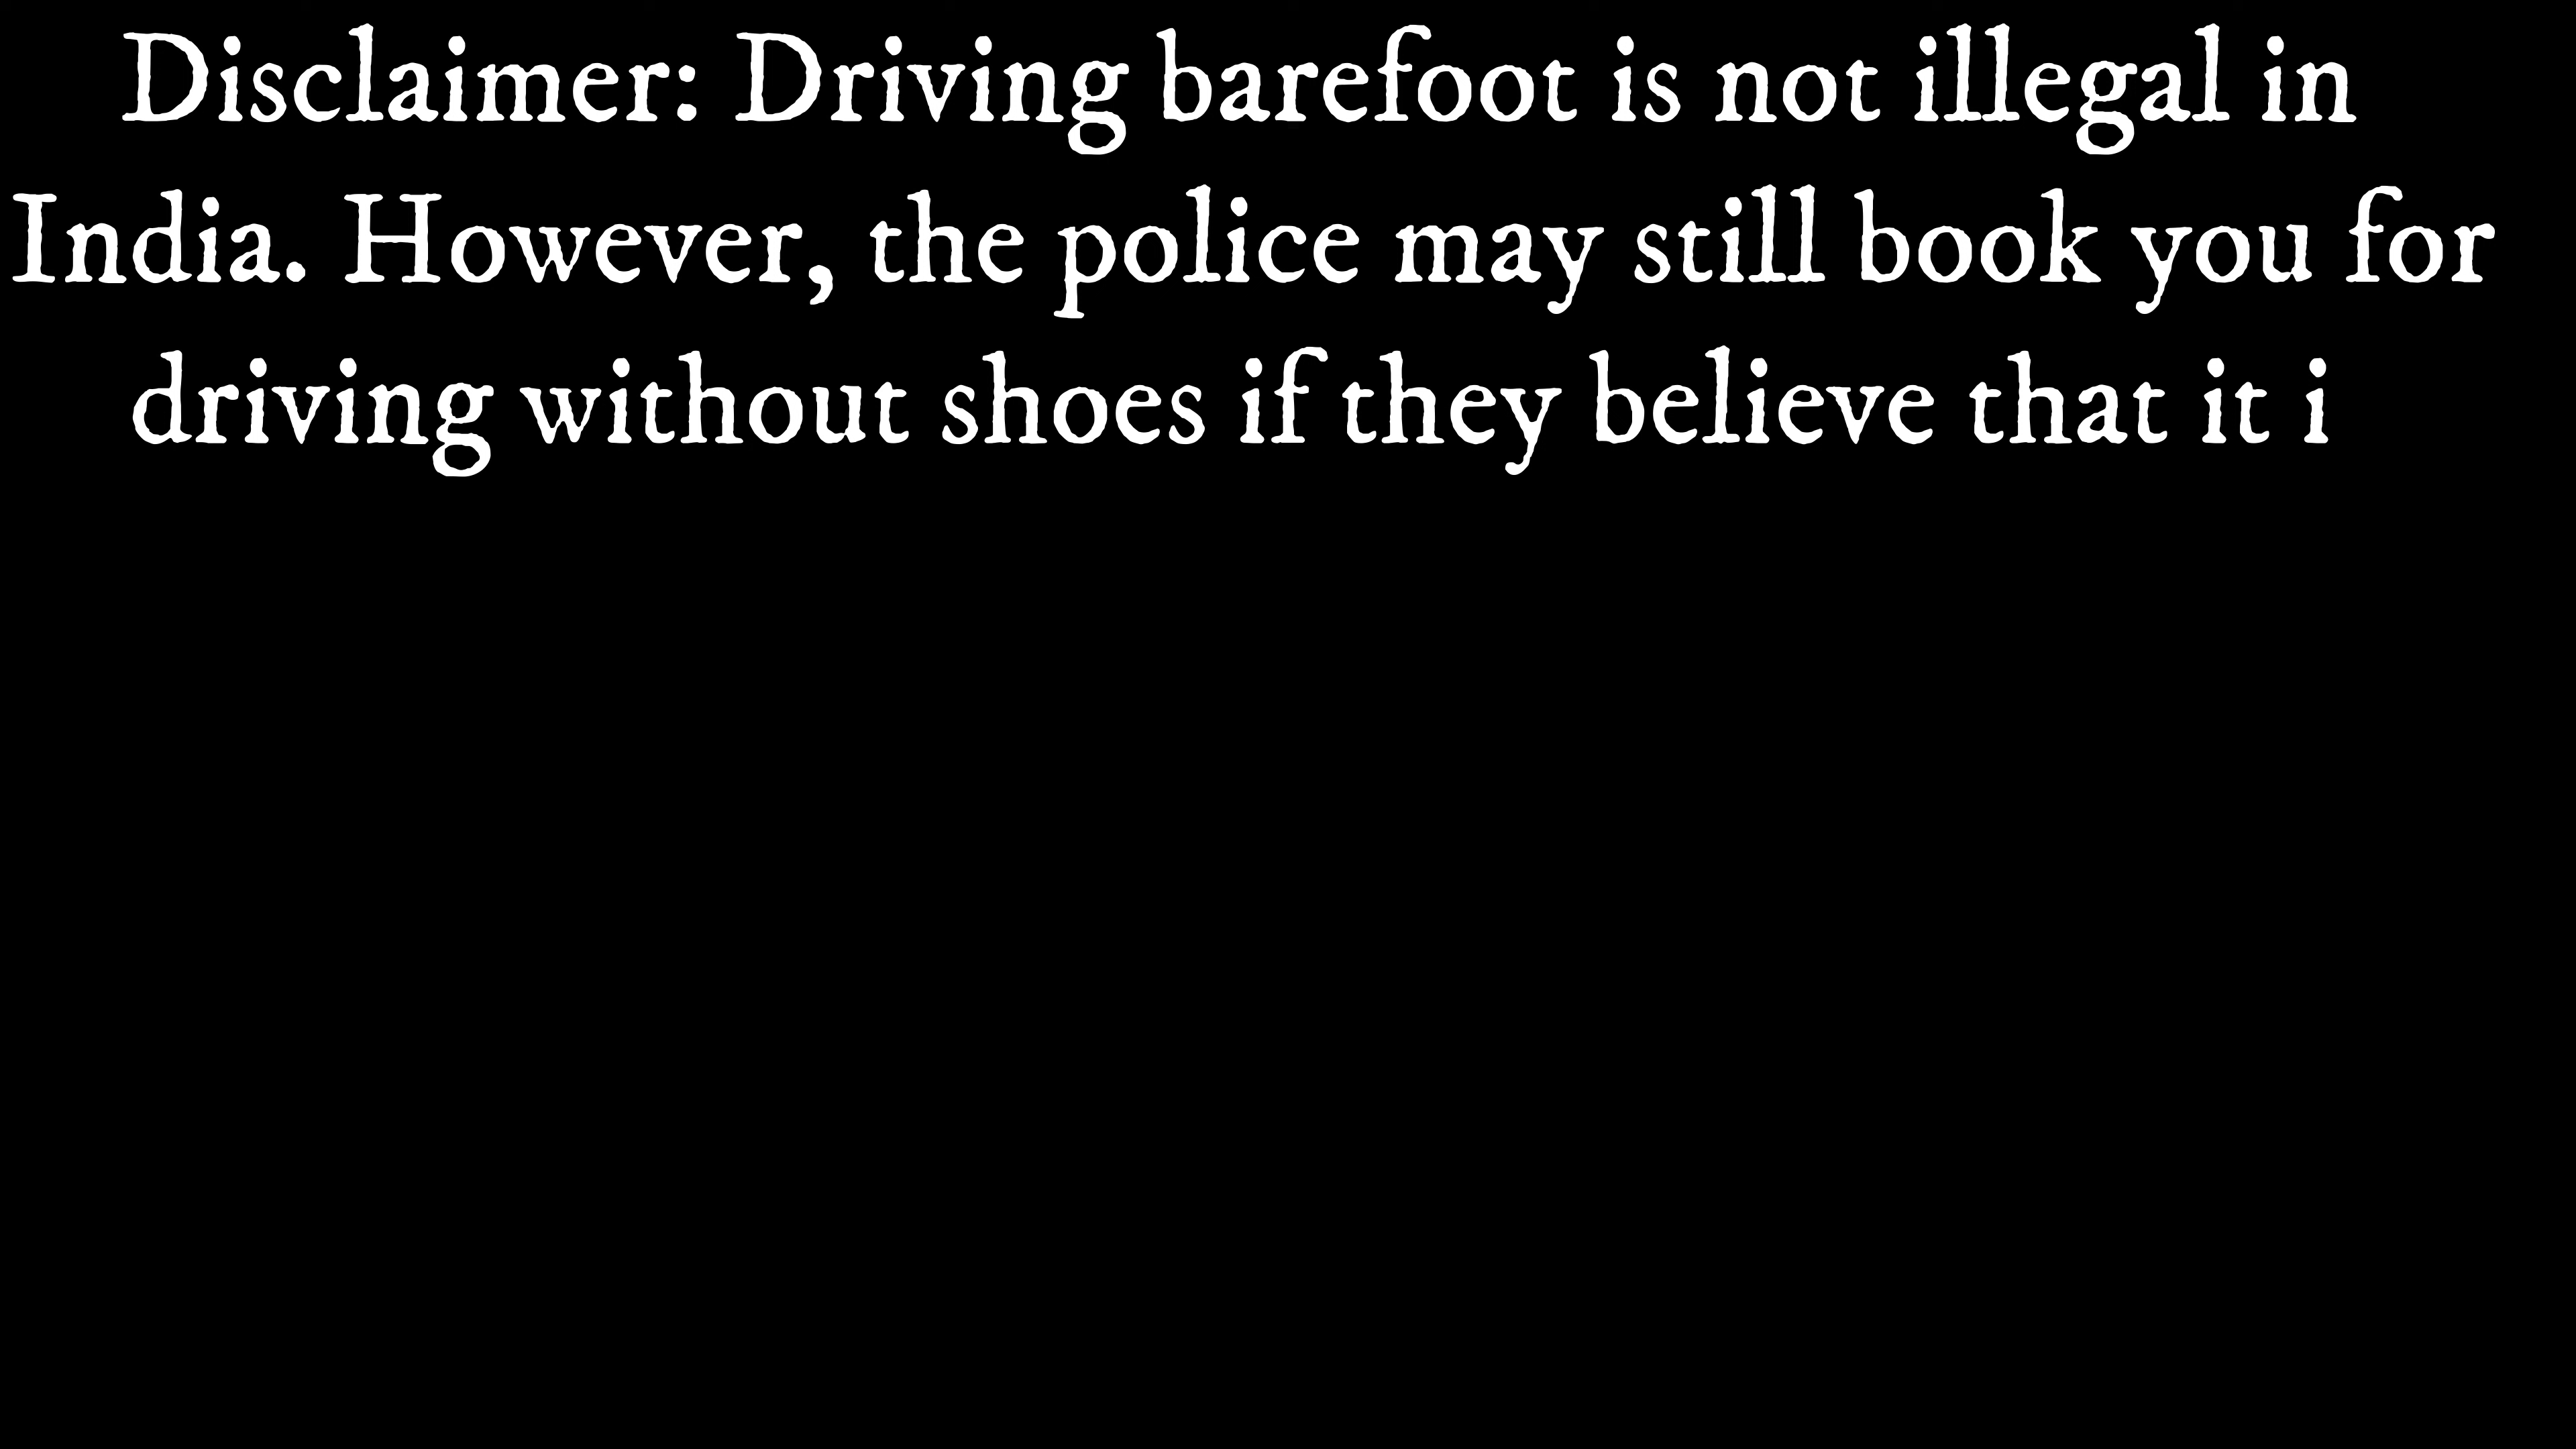 Disclaimer: Driving barefoot is not illegal in
India. However, the police may still book you for
driving without shoes if they believe that it i